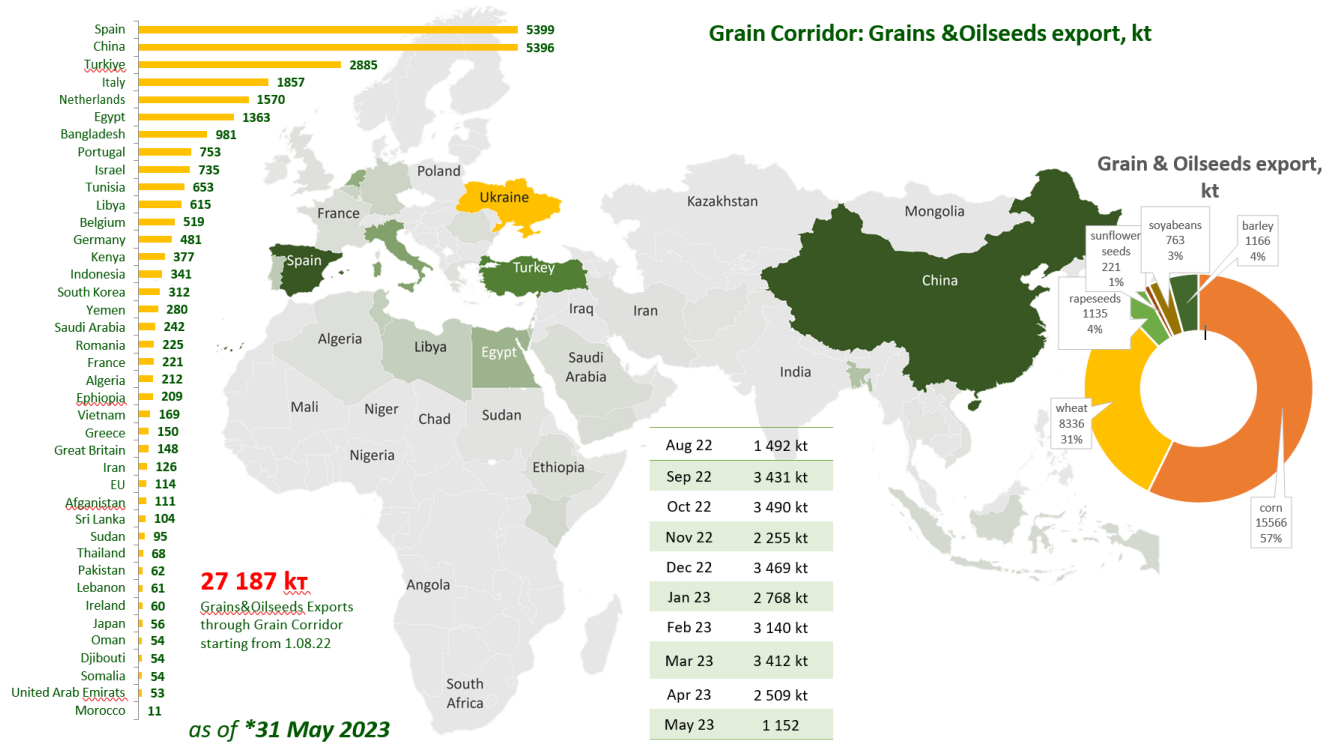 Grain Corridor: Grains &Oilseeds export, kt
Spain 5399
China 5396
Turkiye 2885
Italy 1857
Netherlands 1570
Egypt 1363
Bangladesh 981
Portugal 753
Israel 735
Tunisia 653
Libya 615
Belgium 519
Germany 481
Kenya 377
Indonesia 341
South Korea 312
Yemen 280
Saudi Arabia 242
Romania 225
France 221
Algeria 212
Ephiopia 209
Vietnam 169
Greece 150
Great Britain 148
Iran 126
EU 114
Afganistan 111
Sri Lanka 104
Sudan 95
Thailand 68
Pakistan 62
Lebanon 61
Ireland 60
Japan 56
Oman 54
Djibouti 54
Somalia 54
United Arab Emirats 53
Morocco 11
27 187 kт
Grains&Oilseeds Exports
through Grain Corridor
starting from 1.08.22
as of *31 May 2023
Poland
Ukraine
France
Spain
Turkey
Kazakhstan
Mongolia
China
Iraq
Iran
Algeria
Libya
Egypt
Saudi
Arabia
India
Mali
Niger
Chad
Sudan
Nigeria
Ethiopia
Angola
South
Africa
Aug 22 1 492 kt
Sep 22 3 431 kt
Oct 22 3 490 kt
Nov 22 2 255 kt
Dec 22 3 469 kt
Jan 23 2 768 kt
Feb 23 3 140 kt
Mar 23 3 412 kt
Apr 23 2 509 kt
May 23 1 152
Grain & Oilseeds export,
kt
soyabeans
763
3%
barley
1166
4%
sunflower
seeds
221
1%
rapeseeds
1135
4%
wheat
8336
31%
corn
15566
57%